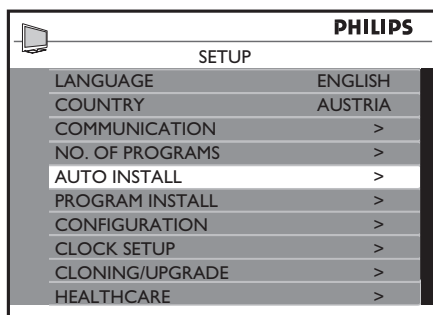 PHILIPS
SETUP
LANGUAGE ENGLISH
COUNTRY AUSTRIA
COMMUNICATION >
NO. OF PROGRAMS >
AUTO INSTALL >
PROGRAM INSTALL >
CONFIGURATION >
CLOCK SETUP >
CLONING/UPGRADE >
HEALTHCARE >